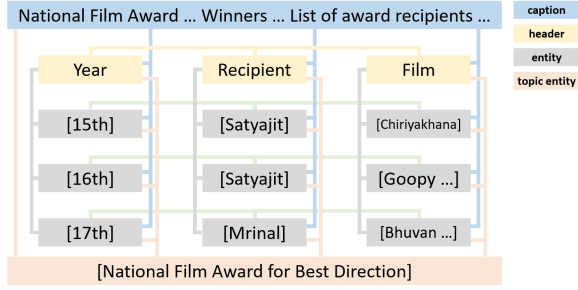 National Film Award ... Winners ... List of award recipients ...
caption
header
entity
topic entity
Year Recipient Film
[15th] [Satyajit] [Chiriyakhana]
[16th] [Satyajit] [Goopy ...]
[17th] [Mrinal] [Bhuvan ...]
[National Film Award for Best Direction]